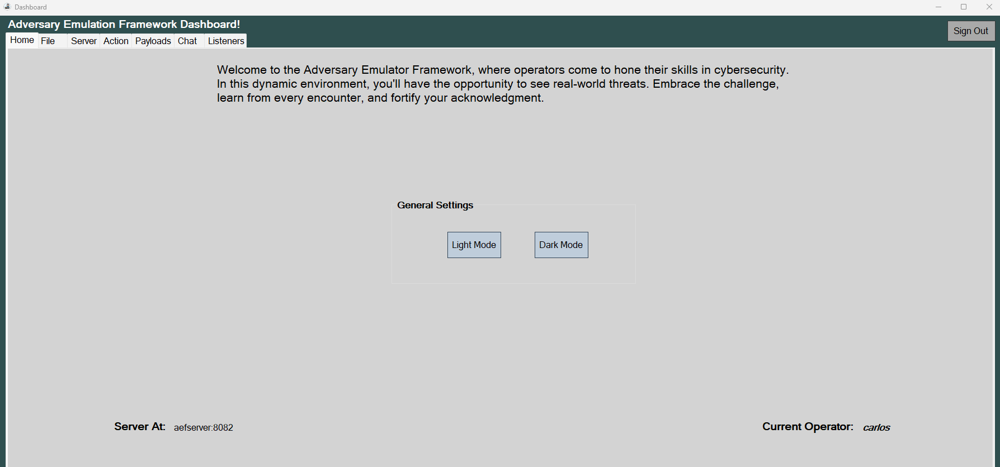 Dashboard
Adversary Emulation Framework Dashboard!
Sign Out
Home File Server Action Payloads Chat Listeners
Welcome to the Adversary Emulator Framework, where operators come to hone their skills in cybersecurity.
In this dynamic environment, you'll have the opportunity to see real-world threats. Embrace the challenge,
learn from every encounter, and fortify your acknowledgment.
General Settings
Light Mode Dark Mode
Server At: aefserver:8082
Current Operator: carlos